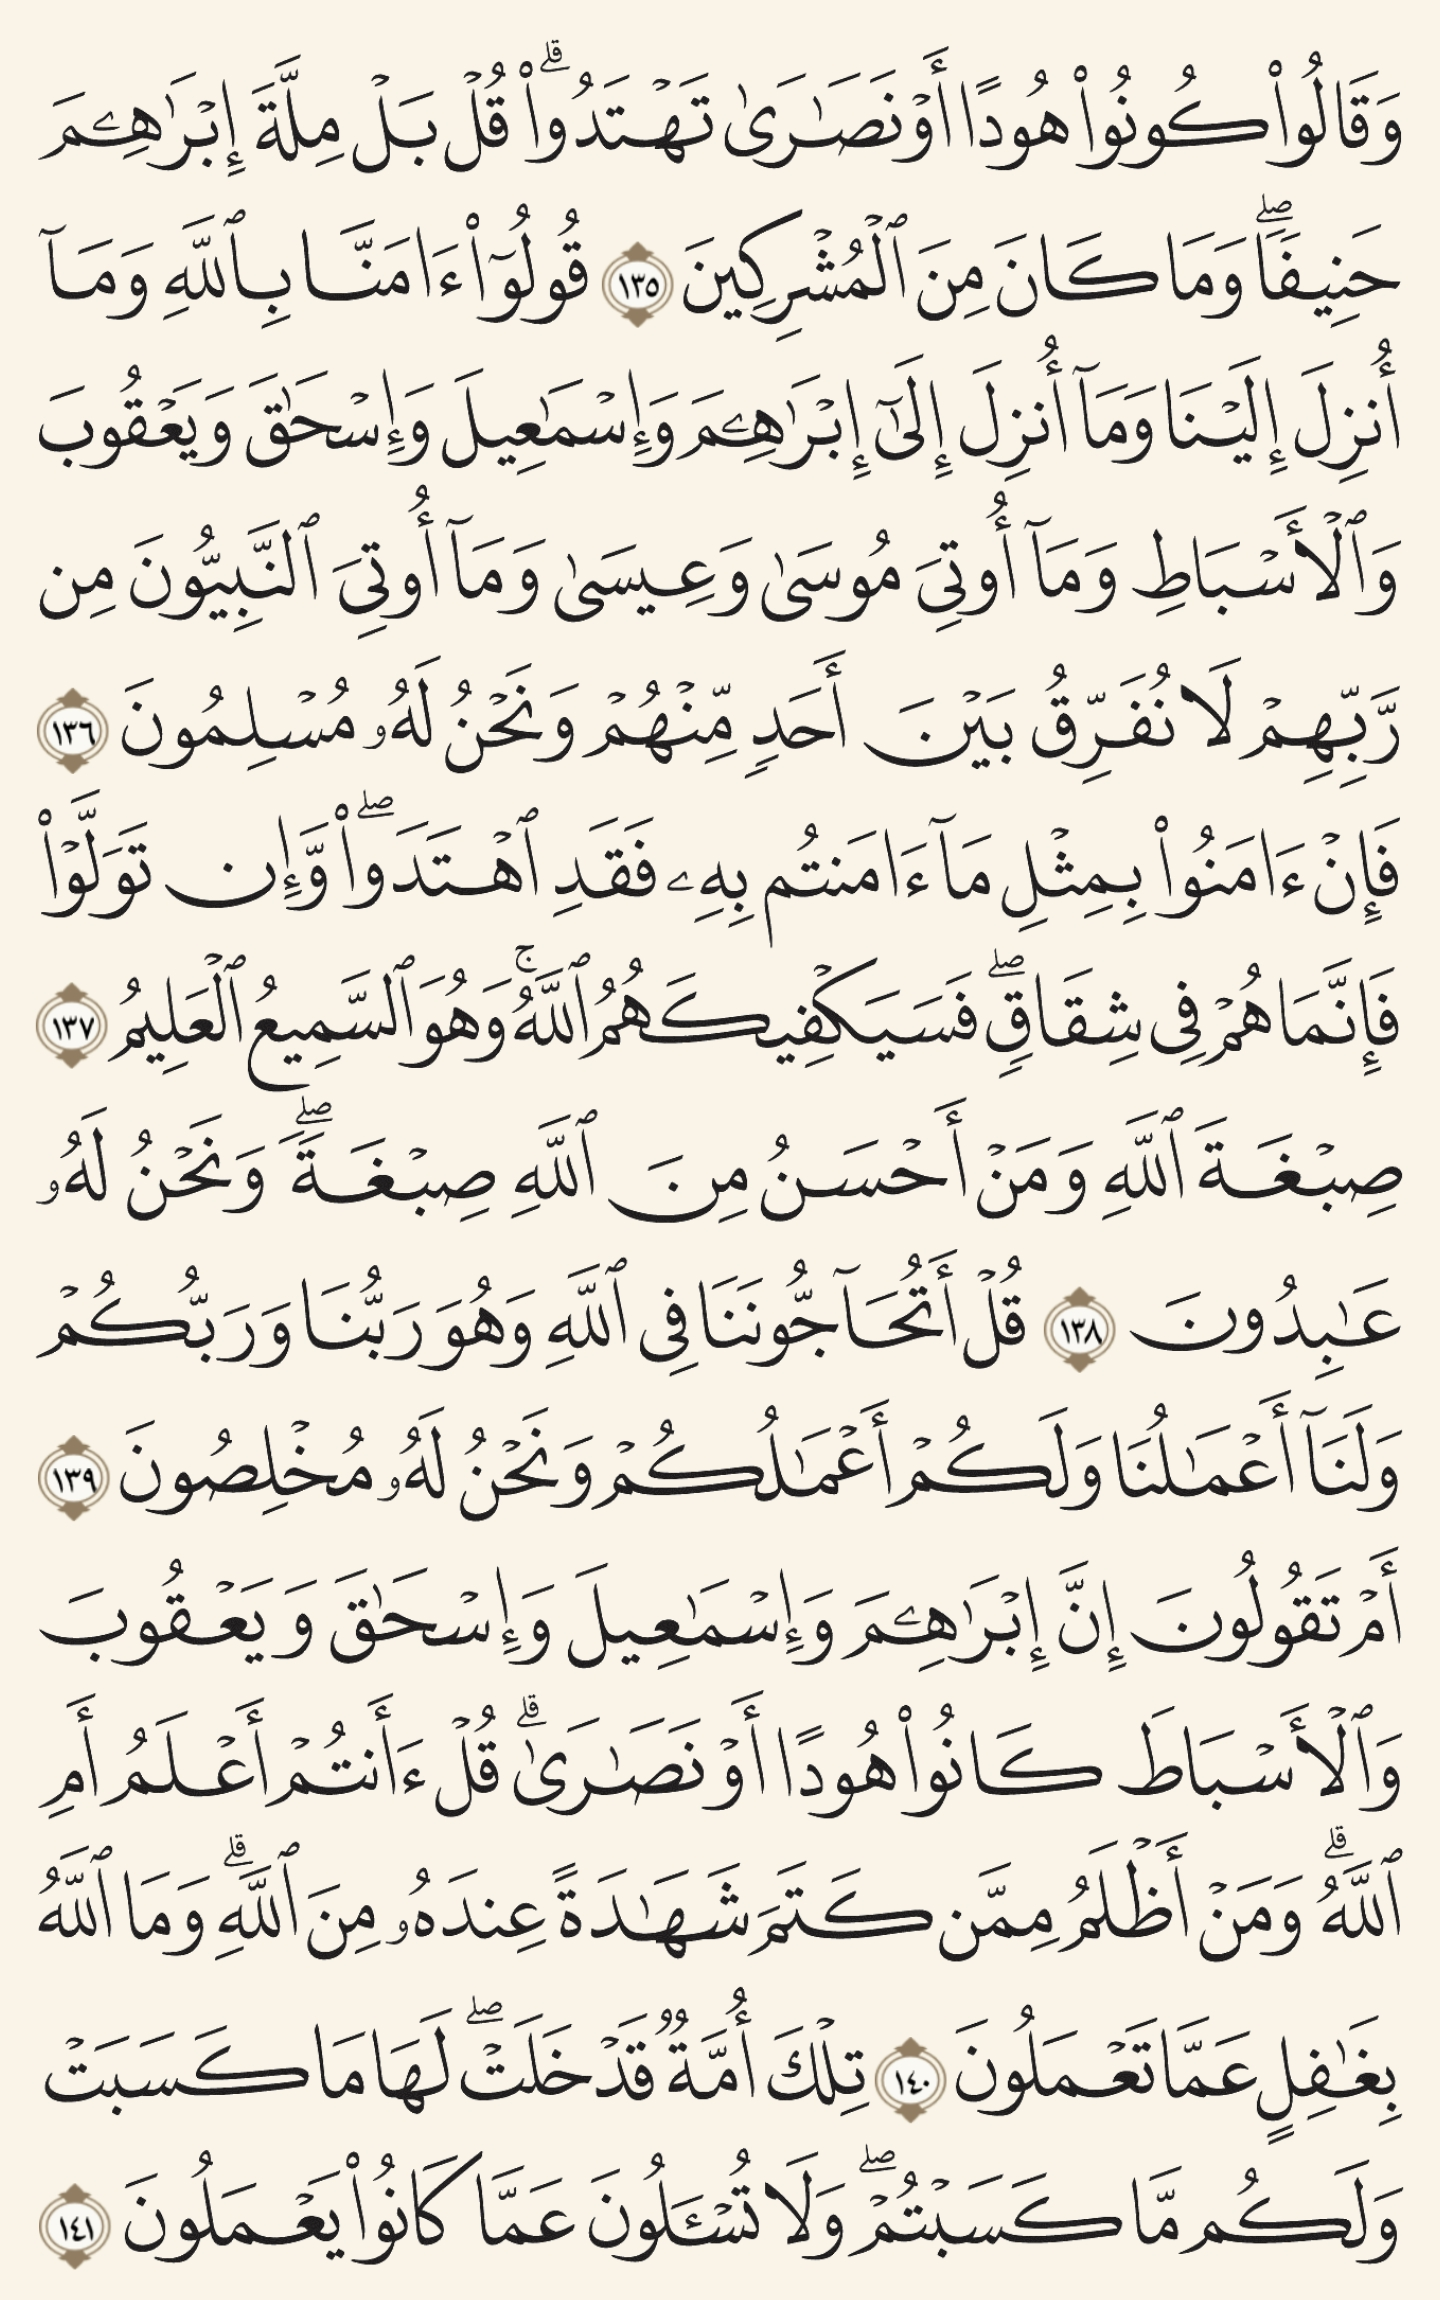 وَقَالُوا۟ كُونُوا۟ هُودًا أَوْ نَصَـٰرَىٰ تَهْتَدُوا۟ ۗ قُلْ بَلْ مِلَّةَ إِبْرَٰهِـۧمَ
حَنِيفًا ۖ وَمَا كَانَ مِنَ ٱلْمُشْرِكِينَ ١٣٥ قُولُوٓا۟ ءَامَنَّا بِٱللَّهِ وَمَآ
أُنزِلَ إِلَيْنَا وَمَآ أُنزِلَ إِلَىٰٓ إِبْرَٰهِـۧمَ وَإِسْمَـٰعِيلَ وَإِسْحَـٰقَ وَيَعْقُوبَ
وَٱلْأَسْبَاطِ وَمَآ أُوتِىَ مُوسَىٰ وَعِيسَىٰ وَمَآ أُوتِىَ ٱلنَّبِيُّونَ مِن
رَّبِّهِمْ لَا نُفَرِّقُ بَيْنَ أَحَدٍ مِّنْهُمْ وَنَحْنُ لَهُۥ مُسْلِمُونَ ١٣٦
فَإِنْ ءَامَنُوا۟ بِمِثْلِ مَآ ءَامَنتُم بِهِۦ فَقَدِ ٱهْتَدَوا۟ ۖ وَّإِن تَوَلَّوْا۟
فَإِنَّمَا هُمْ فِى شِقَاقٍ ۖ فَسَيَكْفِيكَهُمُ ٱللَّهُ ۚ وَهُوَ ٱلسَّمِيعُ ٱلْعَلِيمُ ١٣٧
صِبْغَةَ ٱللَّهِ وَمَنْ أَحْسَنُ مِنَ ٱللَّهِ صِبْغَةً ۖ وَنَحْنُ لَهُۥ
عَـٰبِدُونَ ١٣٨ قُلْ أَتُحَآجُّونَنَا فِى ٱللَّهِ وَهُوَ رَبُّنَا وَرَبُّكُمْ
وَلَنَآ أَعْمَـٰلُنَا وَلَكُمْ أَعْمَـٰلُكُمْ وَنَحْنُ لَهُۥ مُخْلِصُونَ ١٣٩
أَمْ تَقُولُونَ إِنَّ إِبْرَٰهِـۧمَ وَإِسْمَـٰعِيلَ وَإِسْحَـٰقَ وَيَعْقُوبَ
وَٱلْأَسْبَاطَ كَانُوا۟ هُودًا أَوْ نَصَـٰرَىٰ ۗ قُلْ ءَأَنتُمْ أَعْلَمُ أَمِ
ٱللَّهُ ۗ وَمَنْ أَظْلَمُ مِمَّن كَتَمَ شَهَـٰدَةً عِندَهُۥ مِنَ ٱللَّهِ ۗ وَمَا ٱللَّهُ
بِغَـٰفِلٍ عَمَّا تَعْمَلُونَ ١٤٠ تِلْكَ أُمَّةٌ قَدْ خَلَتْ ۖ لَهَا مَا كَسَبَتْ
وَلَكُم مَّا كَسَبْتُمْ ۖ وَلَا تُسْـَٔلُونَ عَمَّا كَانُوا۟ يَعْمَلُونَ ١٤١